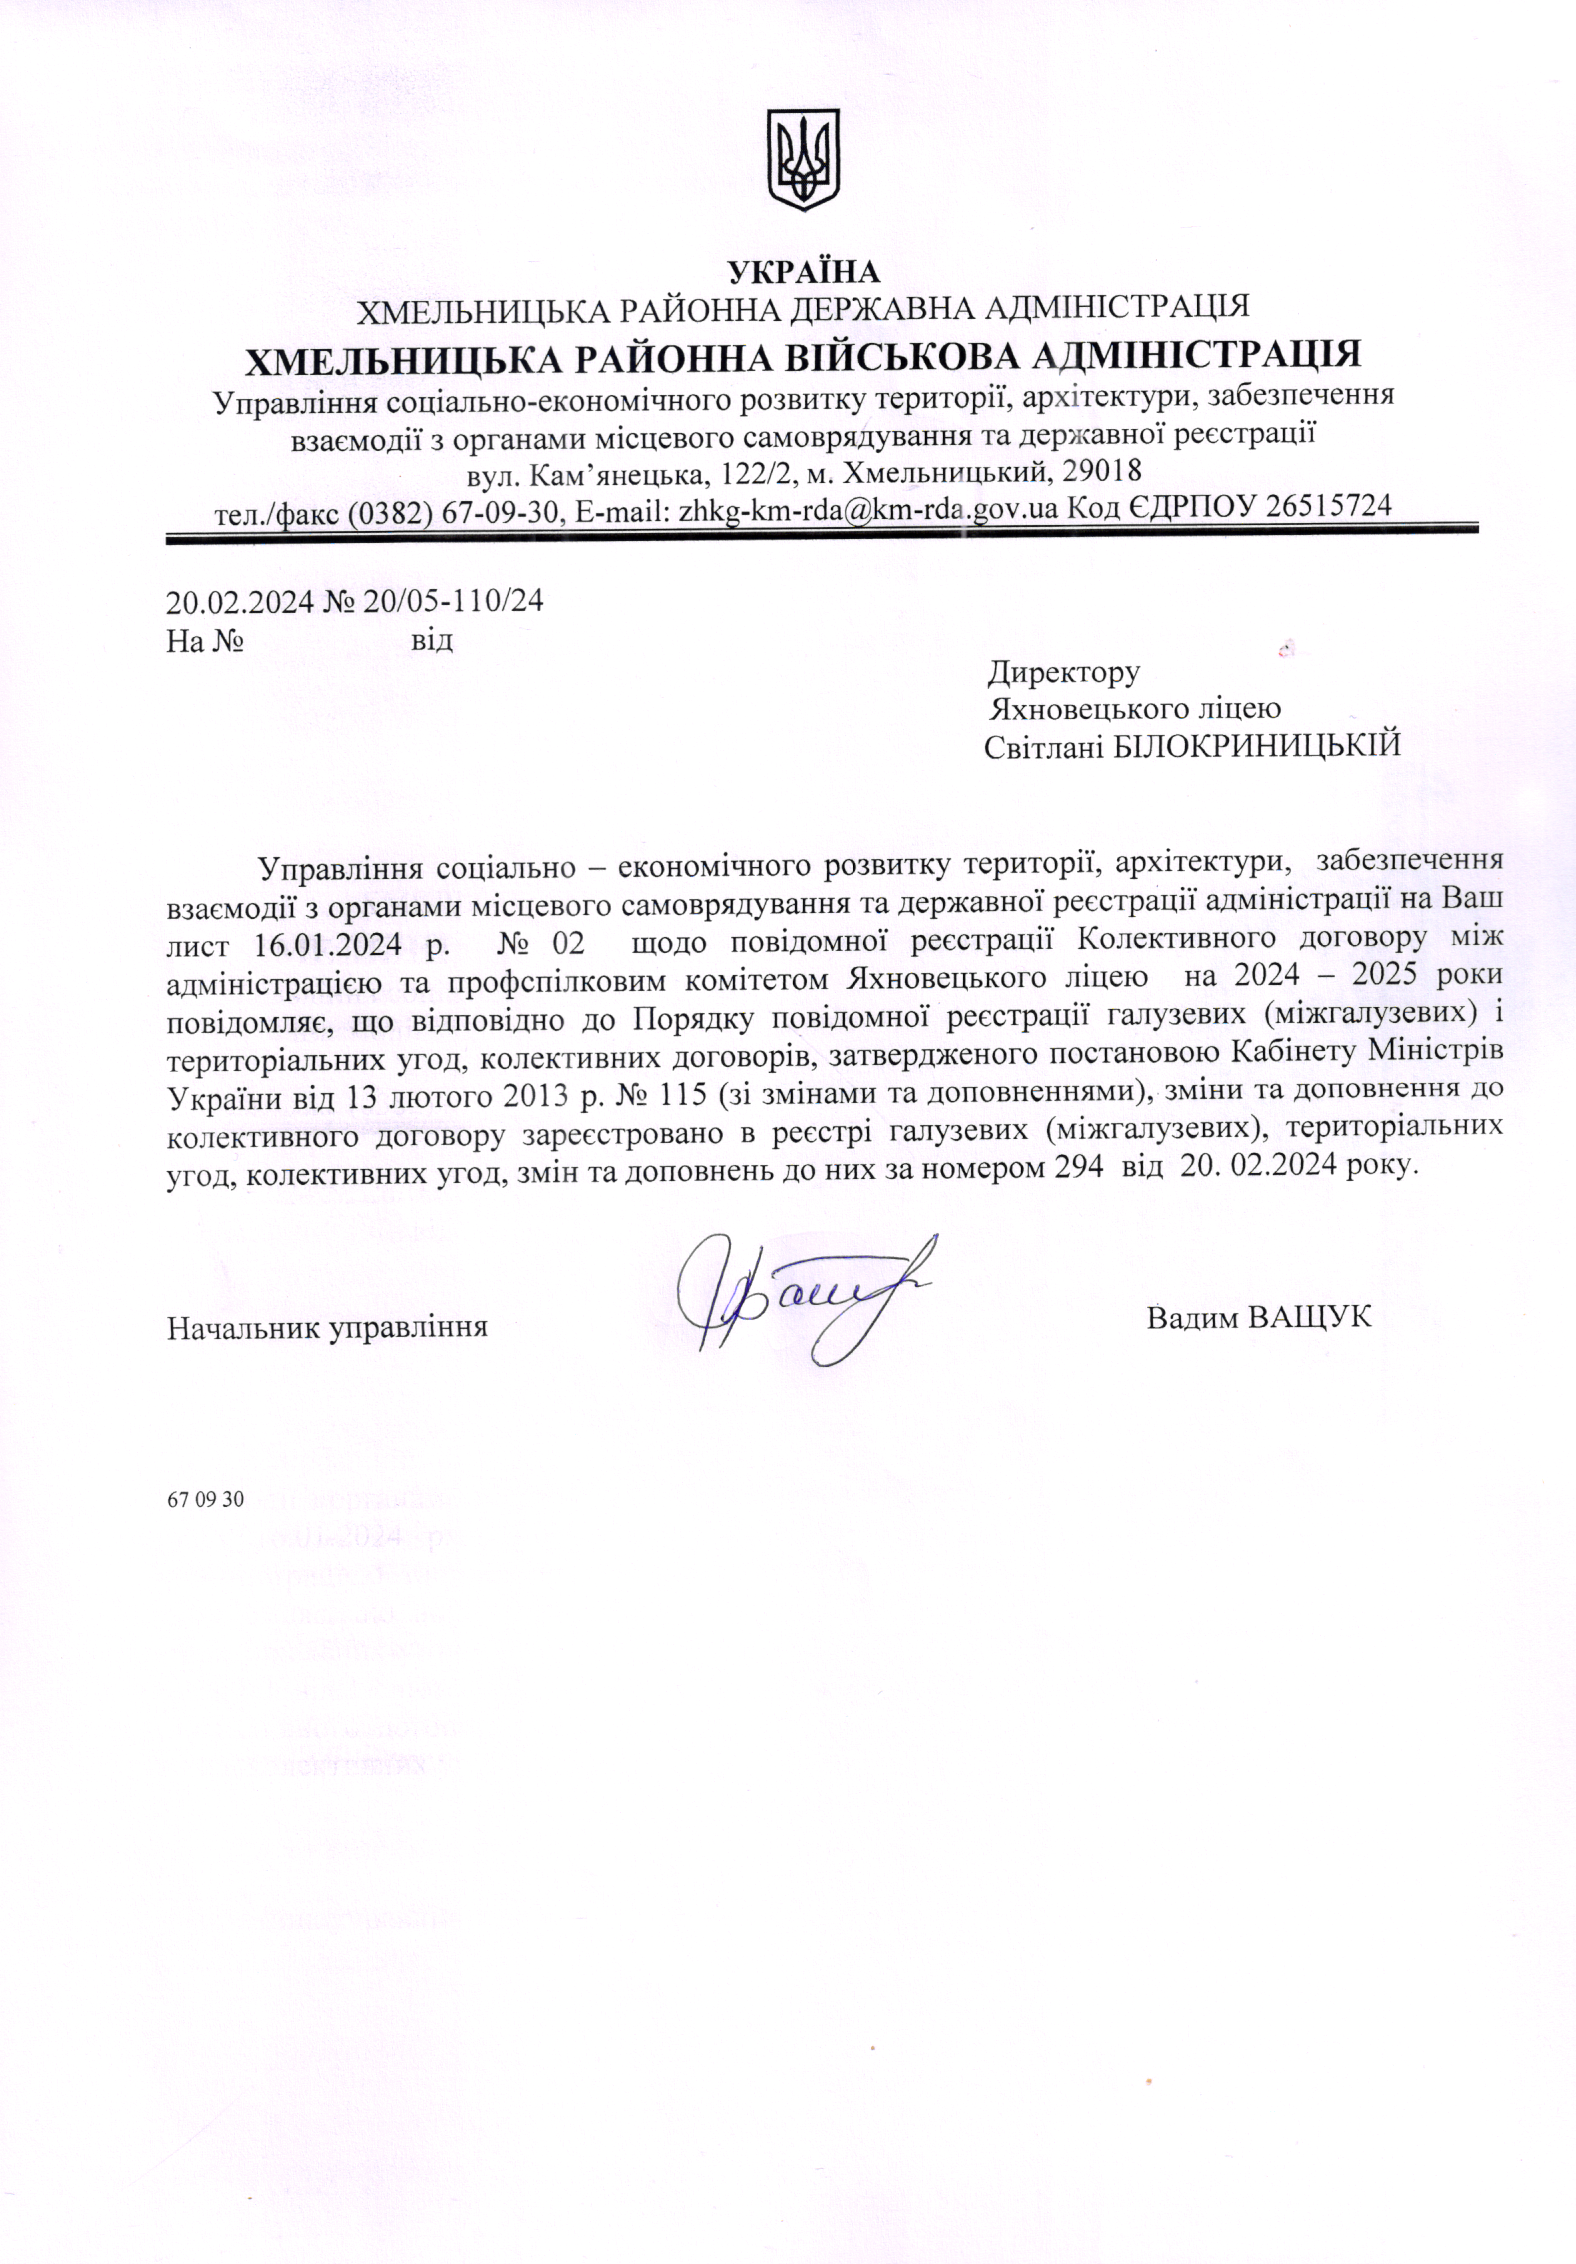 УКРАЇНА
ХМЕЛЬНИЦЬКА РАЙОННА ДЕРЖАВНА АДМІНІСТРАЦІЯ
ХМЕЛЬНИЦЬКА РАЙОННА ВІЙСЬКОВА АДМІНІСТРАЦІЯ
Управління соціально-економічного розвитку території, архітектури, забезпечення
взаємодії з органами місцевого самоврядування та державної реєстрації
вул. Кам’янецька, 122/2, м. Хмельницький, 29018
тел./факс (0382) 67-09-30, E-mail: zhkg-km-rda@km-rda.gov.ua Код ЄДРПОУ 26515724
20.02.2024 № 20/05-110/24
На № від
Директору
Яхновецького ліцею
Світлані БІЛОКРИНИЦЬКІЙ
Управління соціально – економічного розвитку території, архітектури, забезпечення
взаємодії з органами місцевого самоврядування та державної реєстрації адміністрації на Ваш
лист 16.01.2024 р. № 02 щодо повідомної реєстрації Колективного договору між
адміністрацією та профспілковим комітетом Яхновецького ліцею на 2024 – 2025 роки
повідомляє, що відповідно до Порядку повідомної реєстрації галузевих (міжгалузевих) і
територіальних угод, колективних договорів, затвердженого постановою Кабінету Міністрів
України від 13 лютого 2013 р. № 115 (зі змінами та доповненнями), зміни та доповнення до
колективного договору зареєстровано в реєстрі галузевих (міжгалузевих), територіальних
угод, колективних угод, змін та доповнень до них за номером 294 від 20. 02.2024 року.
Начальник управління Вадим ВАЩУК
67 09 30